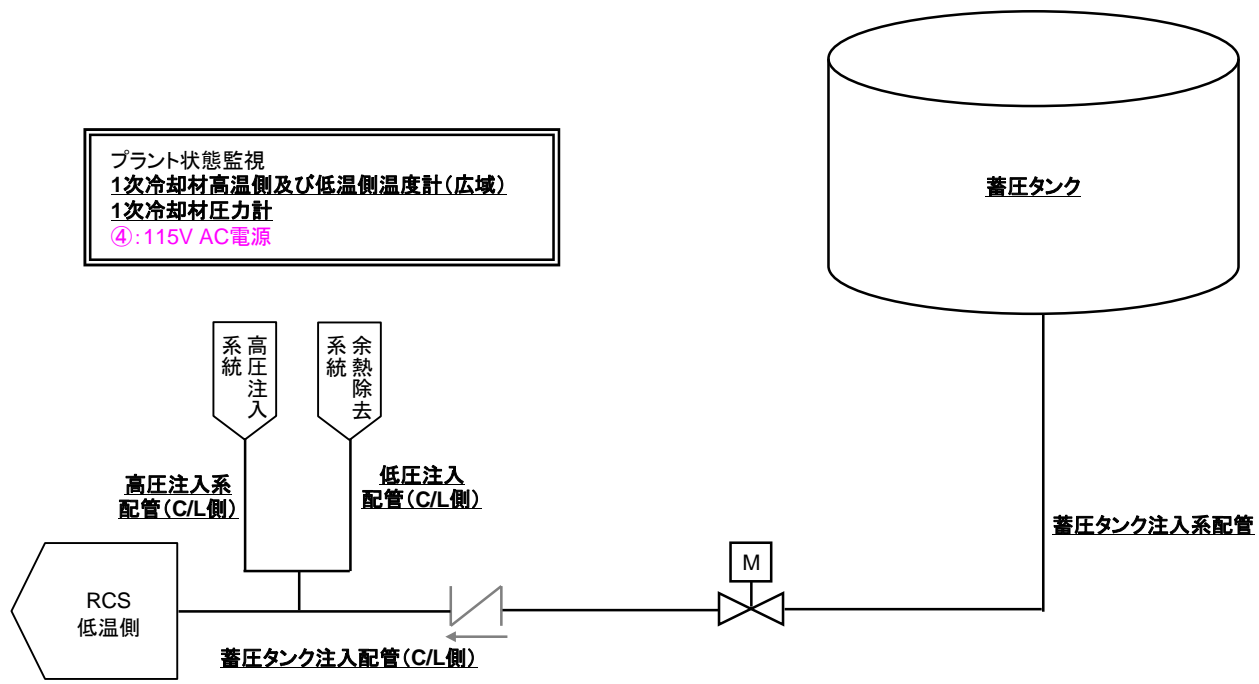 プラント状態監視
1次冷却材高温側及び低温側温度計(広域)
1次冷却材圧力計
④:115V AC電源
蓄圧タンク
高圧注入
系統
余熱除去
系統
高圧注入系
配管(C/L側)
低圧注入
配管(C/L側)
蓄圧タンク注入系配管
M
RCS
低温側
蓄圧タンク注入配管(C/L側)